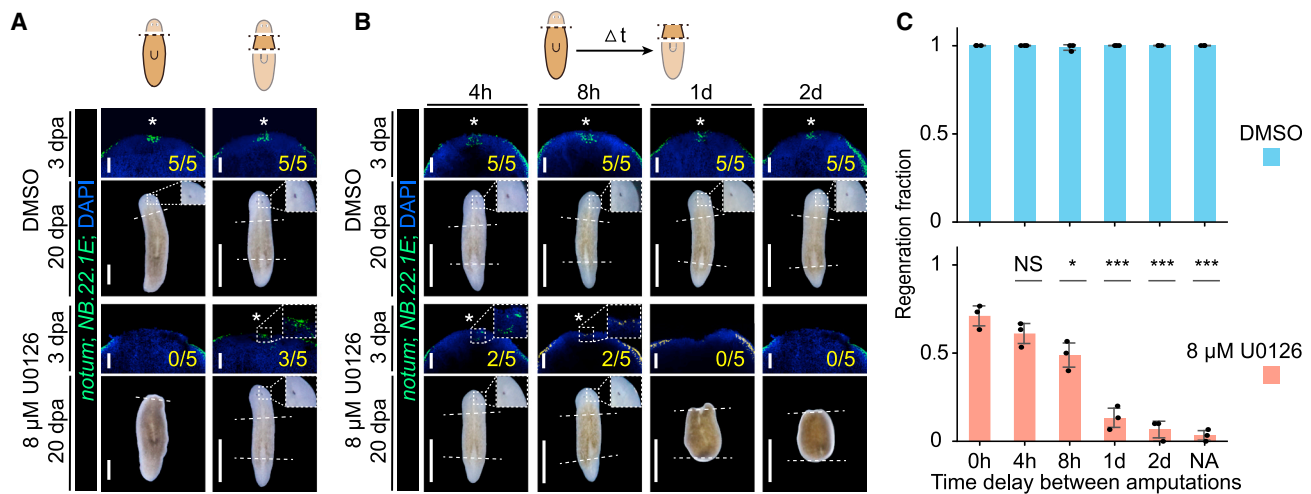 A
3 dpa
*
5/5
*
5/5
DMSO
20 dpa
notum; NB.22.1E; DAPI
3 dpa
0/5
*
3/5
8 µM U0126
20 dpa
B
Δ t
4h 8h 1d 2d
3 dpa
*
5/5
*
5/5
*
5/5
*
5/5
DMSO
20 dpa
notum; NB.22.1E; DAPI
3 dpa
*
2/5
*
2/5
0/5
0/5
8 µM U0126
20 dpa
C
Regenration fraction
1
0.5
0
DMSO
NS * *** *** ***
1
0.5
0
8 µM U0126
0h 4h 8h 1d 2d NA
Time delay between amputations